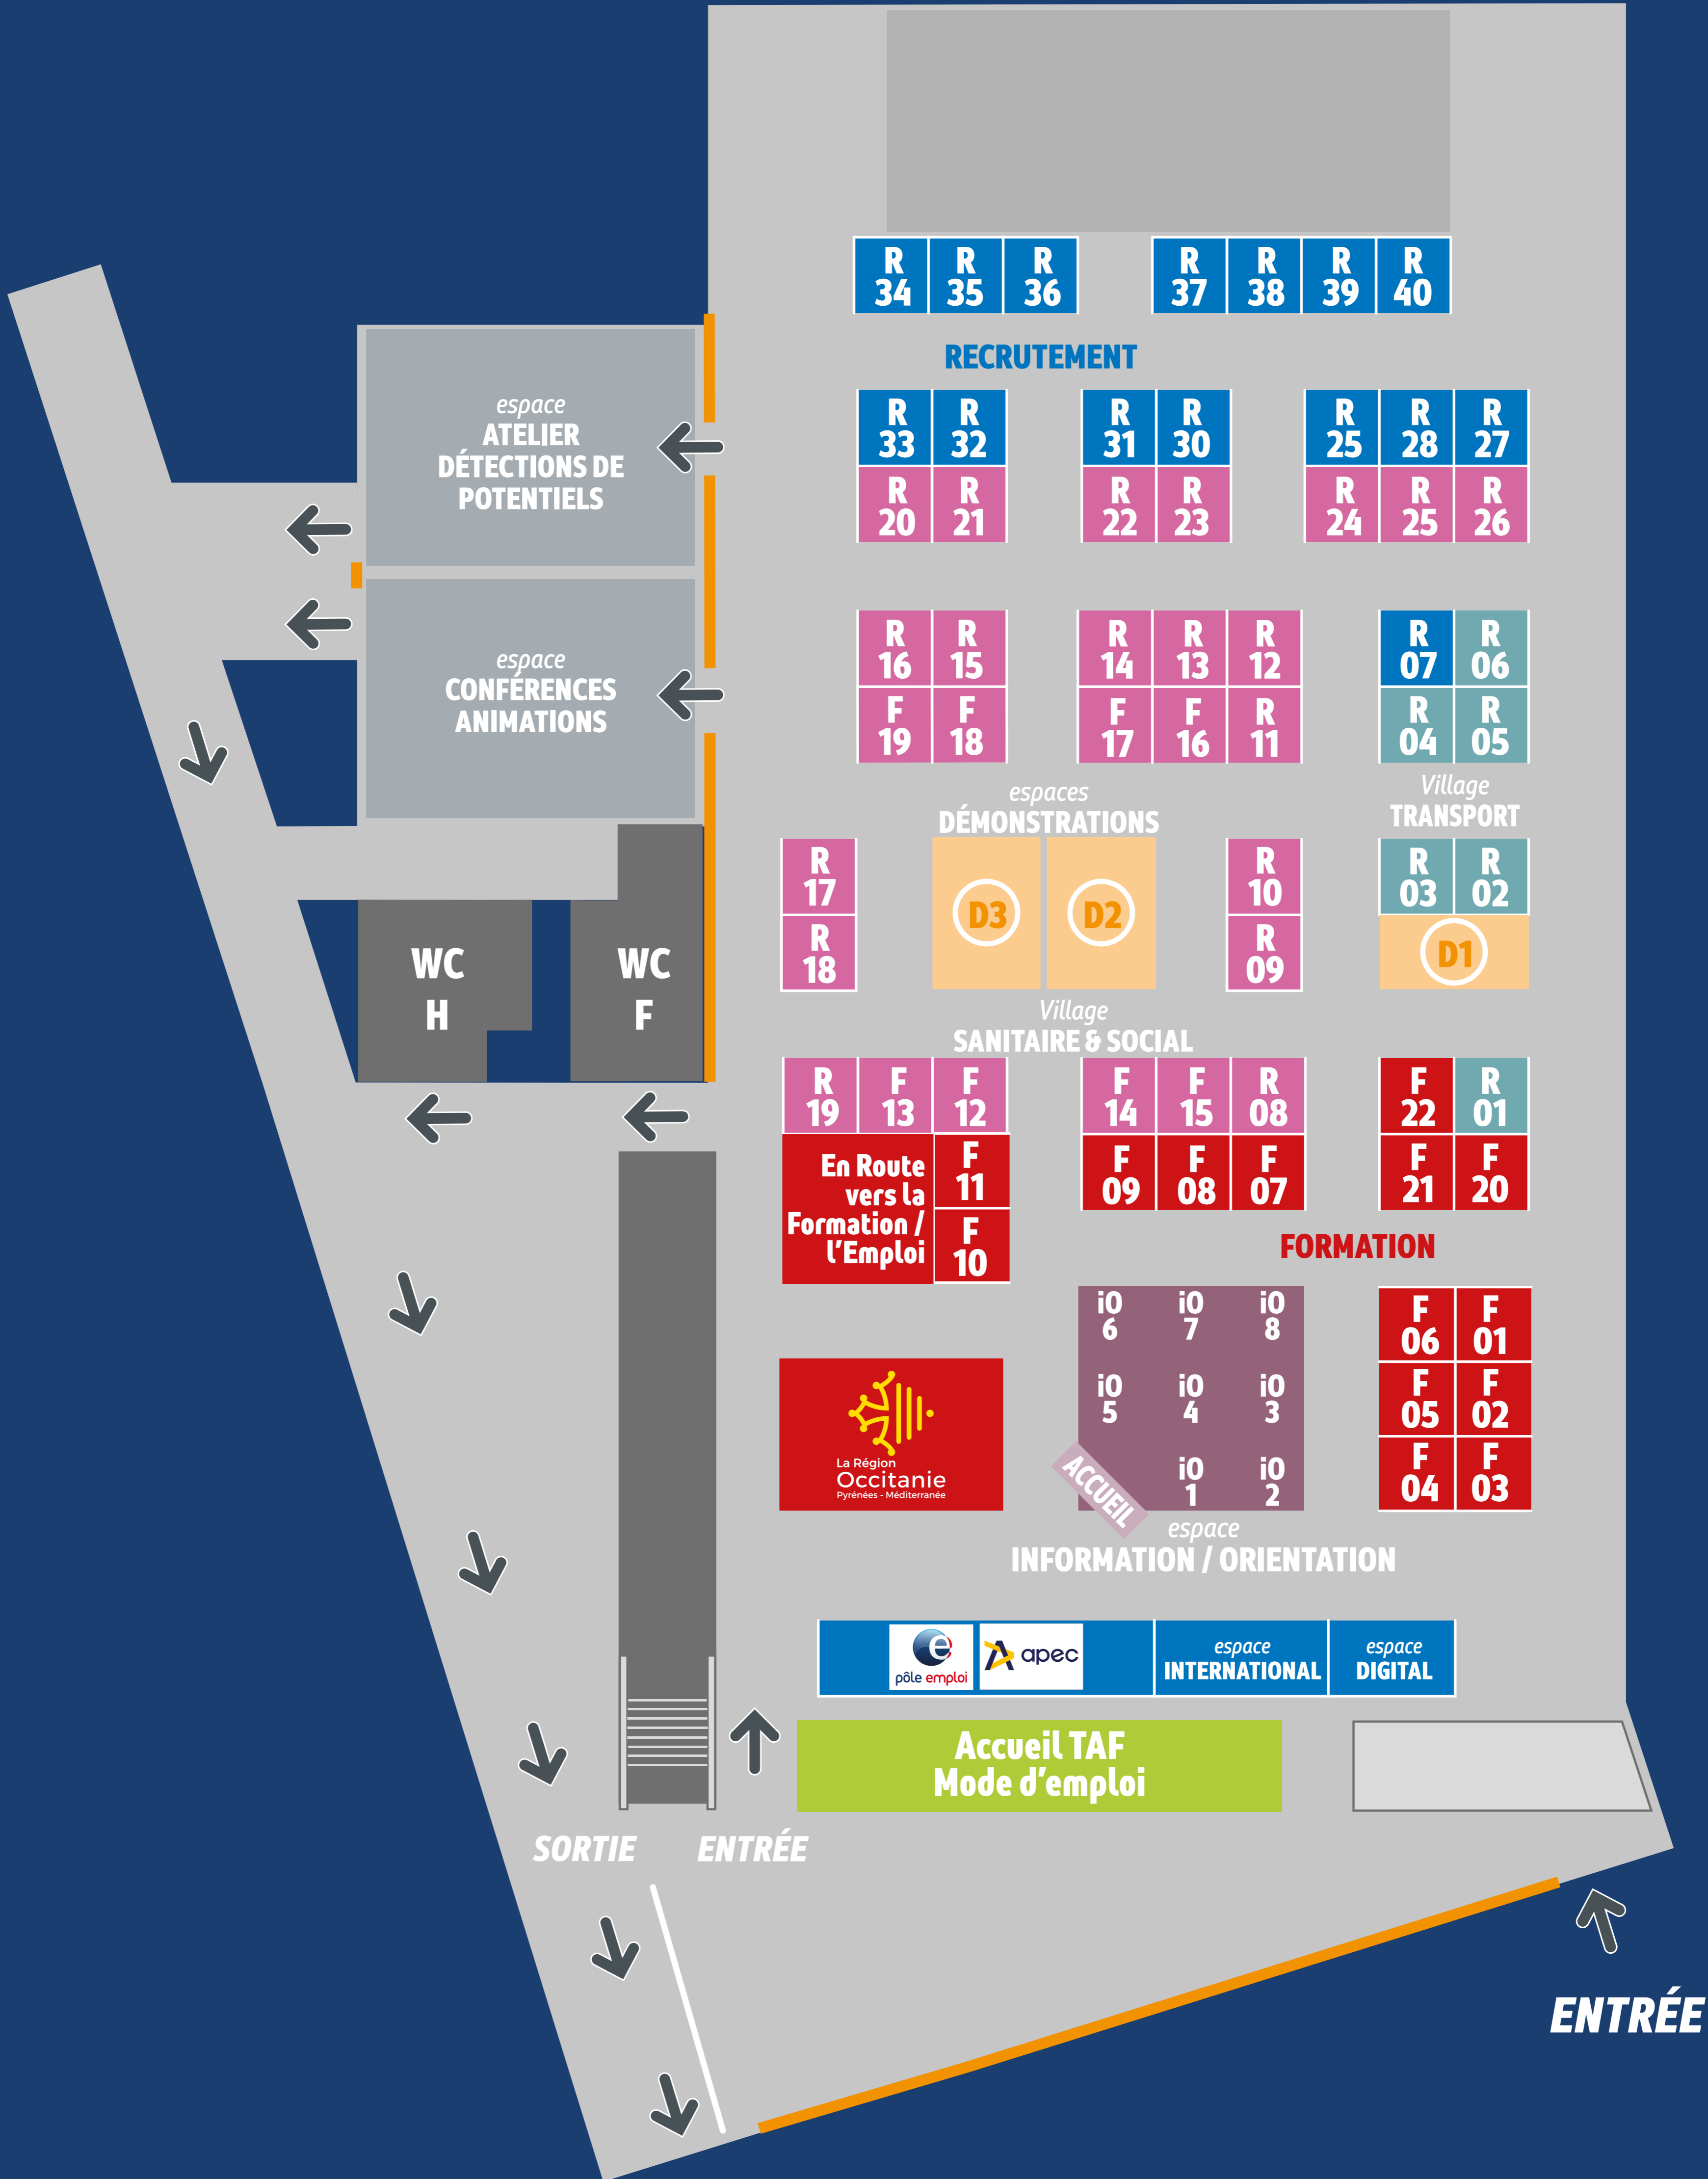 R R R R R R R
34 35 36 37 38 39 40
RECRUTEMENT
espace
ATELIER
DÉTECTIONS DE
POTENTIELS
R R R R R R R
33 32 31 30 25 28 27
R R R R R R R
20 21 22 23 24 25 26
espace
CONFÉRENCES
ANIMATIONS
R R R R R R R
16 15 14 13 12 07 06
F F F F R R R
19 18 17 16 11 04 05
espaces
DÉMONSTRATIONS
Village
TRANSPORT
R R R R
17 10 03 02
D3 D2
R R
18 09
D1
WC
H
WC
F
Village
SANITAIRE & SOCIAL
R F F F F R F R
19 13 12 14 15 08 22 01
En Route
vers la
Formation /
l'Emploi
F
11
F
10
F F F F F
09 08 07 21 20
FORMATION
iO iO iO
6 7 8
iO iO iO
5 4 3
iO iO
1 2
ACCUEIL
F F
06 01
F F
05 02
F F
04 03
La Région
Occitanie
Pyrénées - Méditerranée
espace
INFORMATION / ORIENTATION
e
pôle emploi
apec
espace
INTERNATIONAL
espace
DIGITAL
Accueil TAF
Mode d'emploi
SORTIE ENTRÉE
ENTRÉE